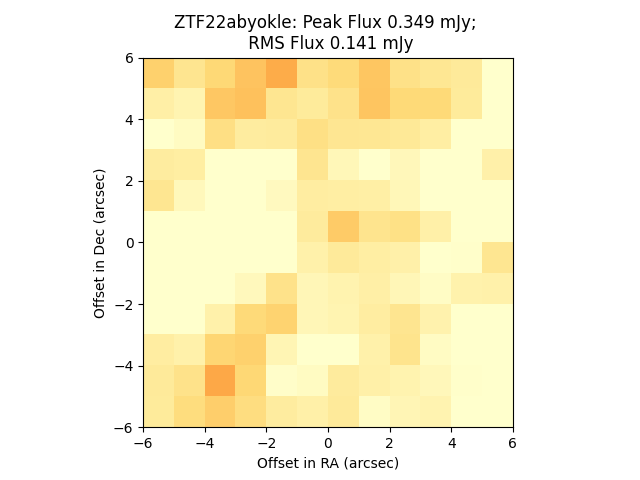 ZTF22abyokle: Peak Flux 0.349 mJy;
RMS Flux 0.141 mJy
6
4
2
0
−2
−4
−6
Offset in Dec (arcsec)
−6 −4 −2 0 2 4 6
Offset in RA (arcsec)